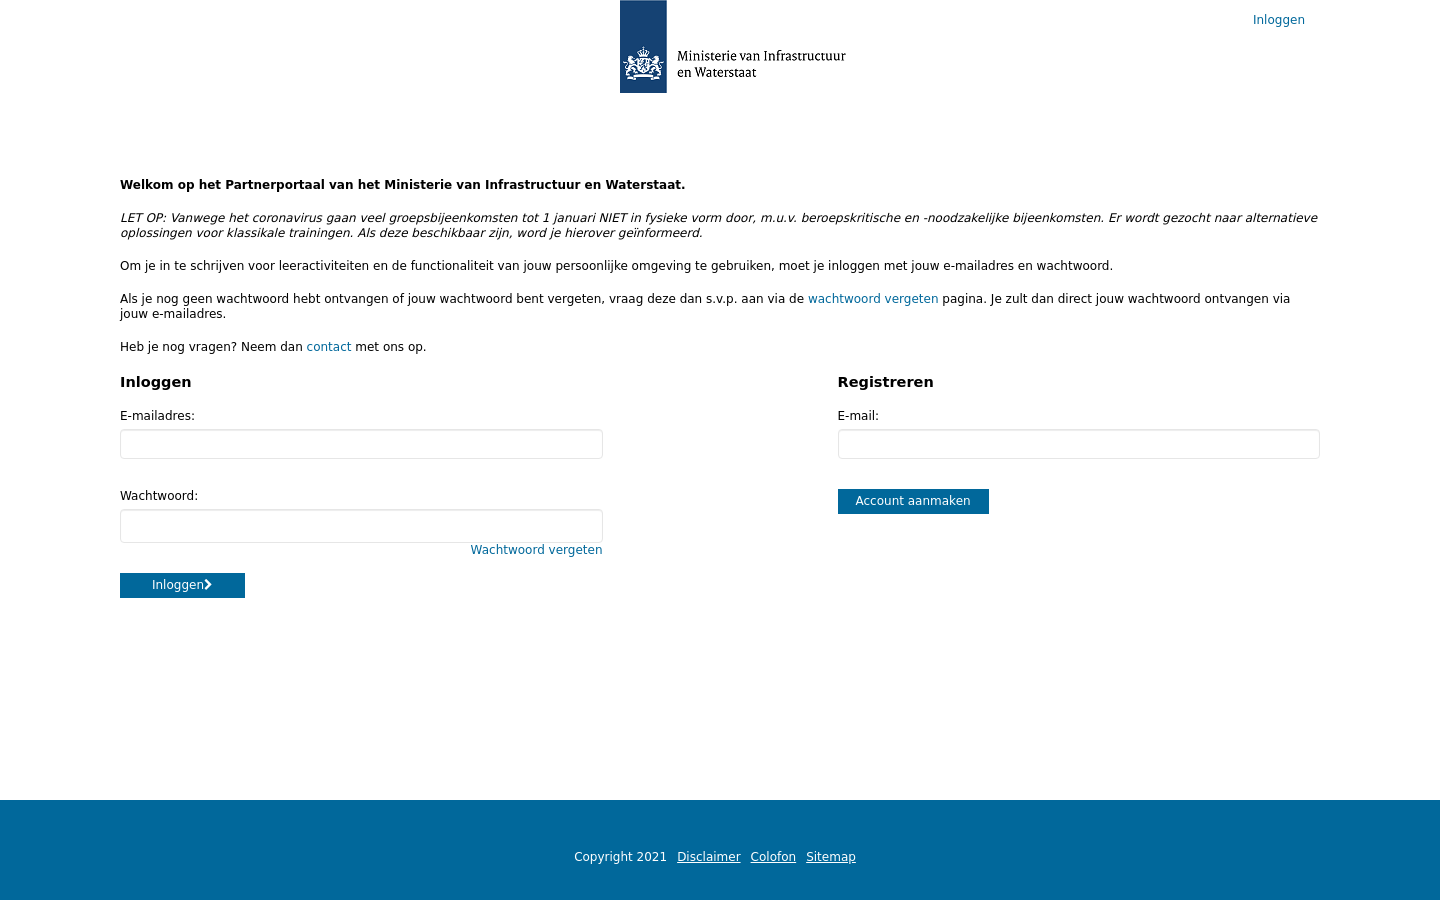 Inloggen
Ministerie van Infrastructuur
en Waterstaat
Welkom op het Partnerportaal van het Ministerie van Infrastructuur en Waterstaat.
LET OP: Vanwege het coronavirus gaan veel groepsbijeenkomsten tot 1 januari NIET in fysieke vorm door, m.u.v. beroepskritische en -noodzakelijke bijeenkomsten. Er wordt gezocht naar alternatieve
oplossingen voor klassikale trainingen. Als deze beschikbaar zijn, word je hierover geïnformeerd.
Om je in te schrijven voor leeractiviteiten en de functionaliteit van jouw persoonlijke omgeving te gebruiken, moet je inloggen met jouw e-mailadres en wachtwoord.
Als je nog geen wachtwoord hebt ontvangen of jouw wachtwoord bent vergeten, vraag deze dan s.v.p. aan via de wachtwoord vergeten pagina. Je zult dan direct jouw wachtwoord ontvangen via
jouw e-mailadres.
Heb je nog vragen? Neem dan contact met ons op.
Inloggen
E-mailadres:
Wachtwoord:
Wachtwoord vergeten
Inloggen
Registreren
E-mail:
Account aanmaken
Copyright 2021 Disclaimer Colofon Sitemap